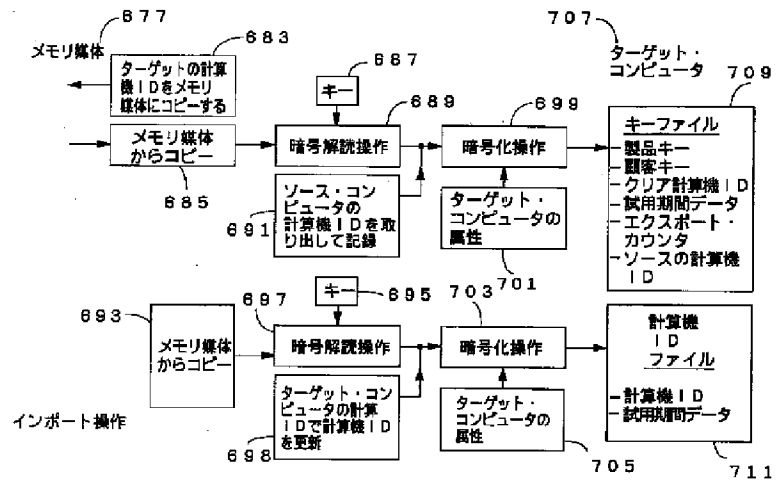 677
メモリ媒体
683
ターゲットの計算
機IDをメモリ
媒体にコピーする
メモリ媒体
からコピー
685
687
キー
689
暗号解読操作
ソース・コン
ピュータの
計算機IDを取
り出して記録
691
699
暗号化操作
ターゲット・
コンピュータの
属性
701
707
ターゲット・
コンピュータ
709
キーファイル
製品キー
顧客キー
クリア計算機ID
試用期間データ
エクスポート・
カウンタ
ソースの計算機
ID
693
メモリ媒体
からコピー
インポート操作
695
キー
697
暗号解読操作
ターゲット・コン
ピュータの計算
IDで計算機ID
を更新
698
703
暗号化操作
ターゲット・
コンピュータの
属性
705
計算機
ID
ファイル
計算機ID
試用期間データ
711